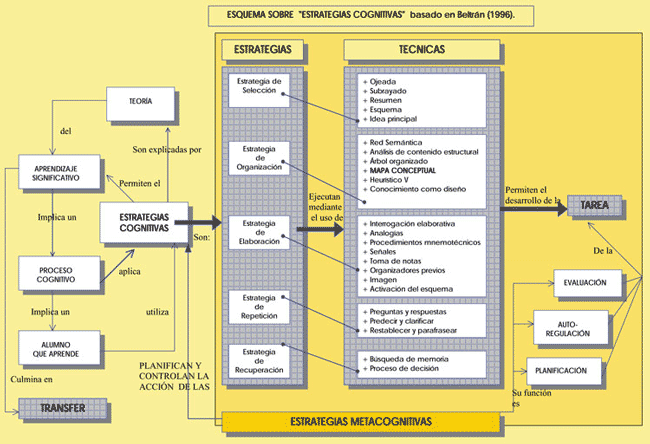 ESQUEMA SOBRE "ESTRATEGIAS COGNITIVAS" basado en Beltrán (1996).
ESTRATEGIAS
TECNICAS
TEORÍA
del
Son explicadas por
APRENDIZAJE
SIGNIFICATIVO
Permiten el
Implica un
ESTRATEGIAS
COGNITIVAS
Son:
PROCESO
COGNITIVO
aplica
Implica un
utiliza
ALUMNO
QUE APRENDE
Culmina en
TRANSFER
PLANIFICAN Y
CONTROLAN LA
ACCIÓN DE LAS
Estrategia de
Selección
Estrategia
de
Organización
Estrategia
de
Elaboración
Estrategia
de
Repetición
Estrategia
de
Recuperación
Ejecutan
mediante
el uso de
+ Ojeada
+ Subrayado
+ Resumen
+ Esquema
+ Idea principal
+ Red Semántica
+ Análisis de contenido estructural
+ Árbol organizado
+ MAPA CONCEPTUAL
+ Heurístico V
+ Conocimiento como diseño
+ Interrogación elaborativa
+ Analogías
+ Procedimientos mnemotécnicos
+ Señales
+ Toma de notas
+ Organizadores previos
+ Imagen
+ Activación del esquema
+ Preguntas y respuestas
+ Predecir y clarificar
+ Restablecer y parafrasear
+ Búsqueda de memoria
+ Proceso de decisión
Permiten el
desarrollo de la
TAREA
De la
EVALUACIÓN
AUTO-
REGULACIÓN
PLANIFICACIÓN
Su función
es
ESTRATEGIAS METACOGNITIVAS